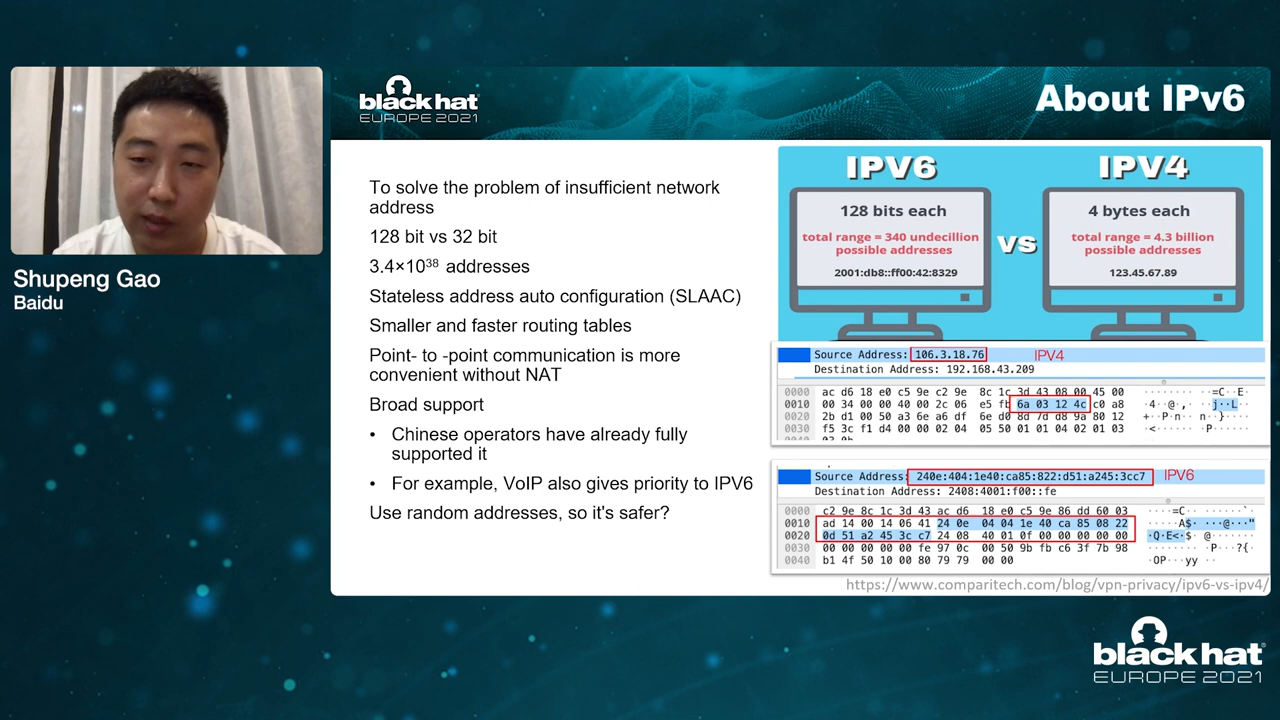 black hat
EUROPE 2021
About IPv6
Shupeng Gao
Baidu
To solve the problem of insufficient network
address
128 bit vs 32 bit
3.4×10³⁸ addresses
Stateless address auto configuration (SLAAC)
Smaller and faster routing tables
Point- to -point communication is more
convenient without NAT
Broad support
• Chinese operators have already fully
supported it
• For example, VoIP also gives priority to IPV6
Use random addresses, so it's safer?
IPV6
128 bits each
total range = 340 undecillion
possible addresses
2001:db8::ff00:42:8329
VS
IPV4
4 bytes each
total range = 4.3 billion
possible addresses
123.45.67.89
Source Address: 106.3.18.76 IPV4
Destination Address: 192.168.43.209
0000 ac d6 18 e0 c5 9e c2 9e 8c 1c 3d 43 08 00 45 00
0010 00 34 00 00 40 00 2c 06 e5 fb 6a 03 12 4c c0 a8
0020 2b d1 00 50 a3 6e a6 df 6e d0 8d 7d d9 8a 80 12
0030 f5 3c f1 d4 00 00 02 04 05 50 01 01 04 02 01 03
Source Address: 240e:404:1e40:ca85:822:d51:a245:3cc7 IPV6
Destination Address: 2408:4001:f00::fe
0000 c2 9e 8c 1c 3d 43 ac d6 18 e0 c5 9e 86 dd 60 03
0010 ad 14 00 14 06 41 24 0e 04 04 1e 40 ca 85 08 22
0020 0d 51 a2 45 3c c7 24 08 40 01 0f 00 00 00 00 00
0030 00 00 00 00 00 fe 97 0c 00 50 9b fb c6 3f 7b 98
0040 b1 4f 50 10 00 80 79 79 00 00
https://www.comparitech.com/blog/vpn-privacy/ipv6-vs-ipv4/
black hat
EUROPE 2021